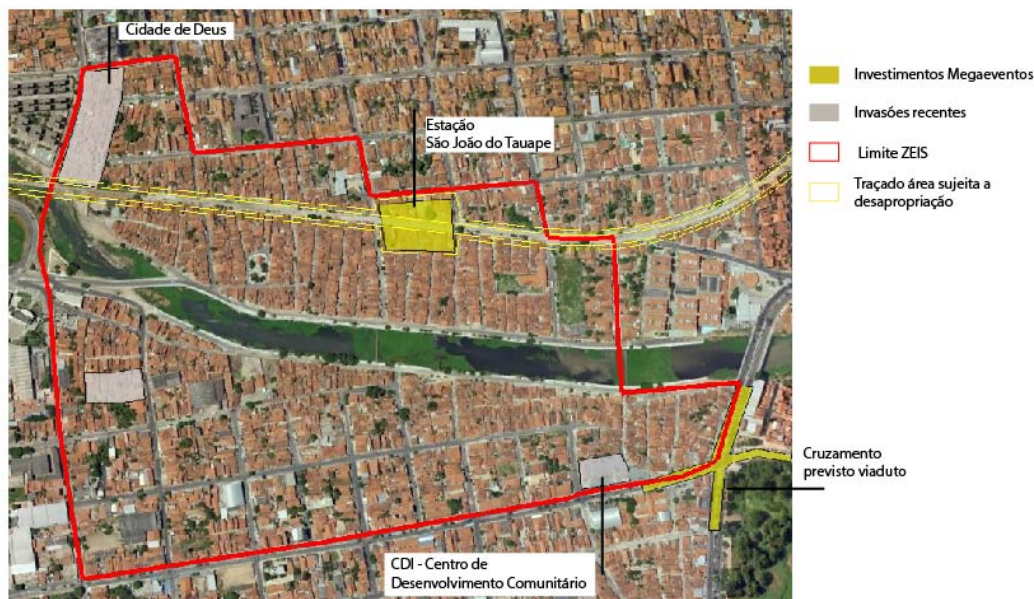 Cidade de Deus
Estação
São João do Tauape
Investimentos Megaeventos
Invasões recentes
Limite ZEIS
Traçado área sujeita a
desapropriação
Cruzamento
previsto viaduto
CDI - Centro de
Desenvolvimento Comunitário